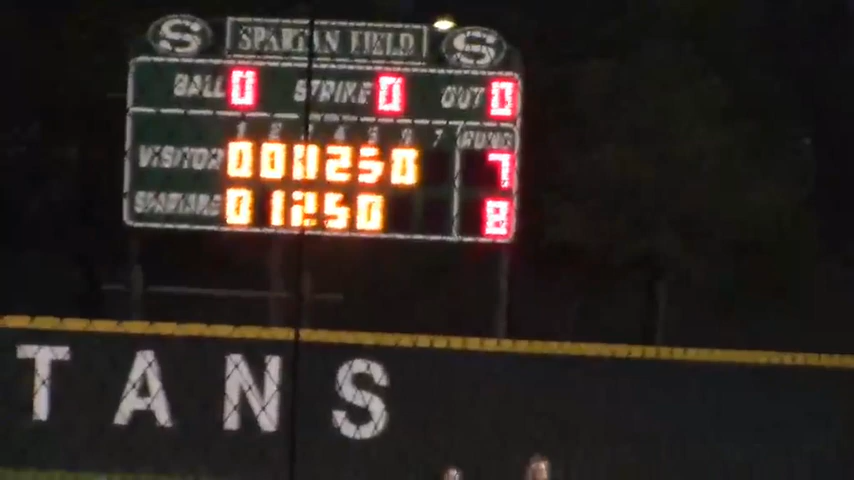 S SPARTAN FIELD S
BALL 0 STRIKE 0 OUT 0
1 2 3 4 5 6 7 RUNS
VISITOR 0 0 0 2 5 0 7
SPARTANS 0 1 2 5 0 8
TANS